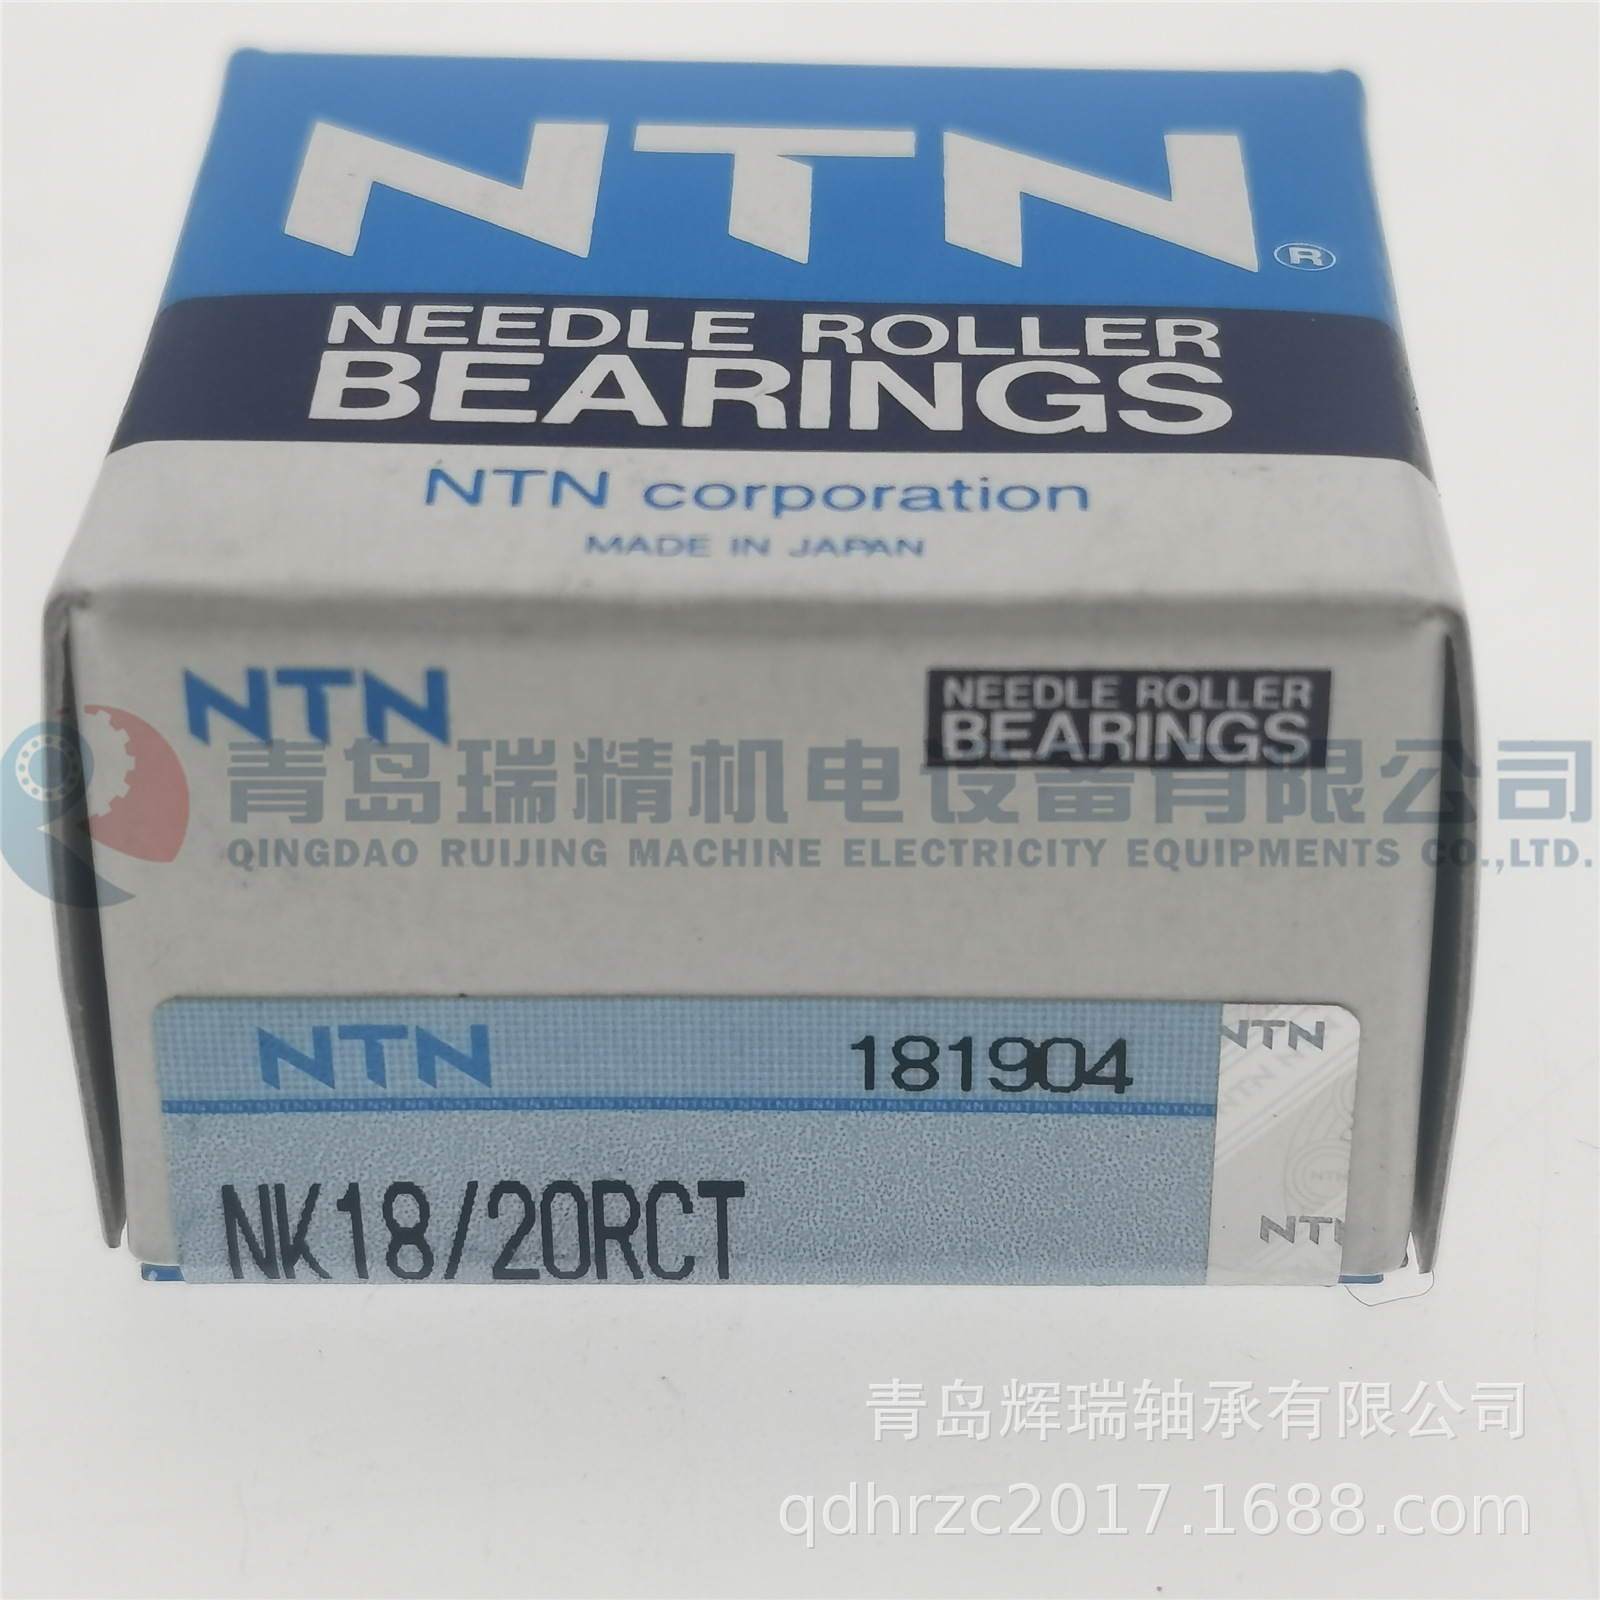 NTN®
NEEDLE ROLLER
BEARINGS
NTN corporation
MADE IN JAPAN
NTN
NEEDLE ROLLER
BEARINGS
青岛瑞精机电设备有限公司
QINGDAO RUIJING MACHINE ELECTRICITY EQUIPMENTS CO.,LTD.
NTN 181904 NTN
NK18/20RCT
NTN
青岛辉瑞轴承有限公司
qdhrzc2017.1688.com